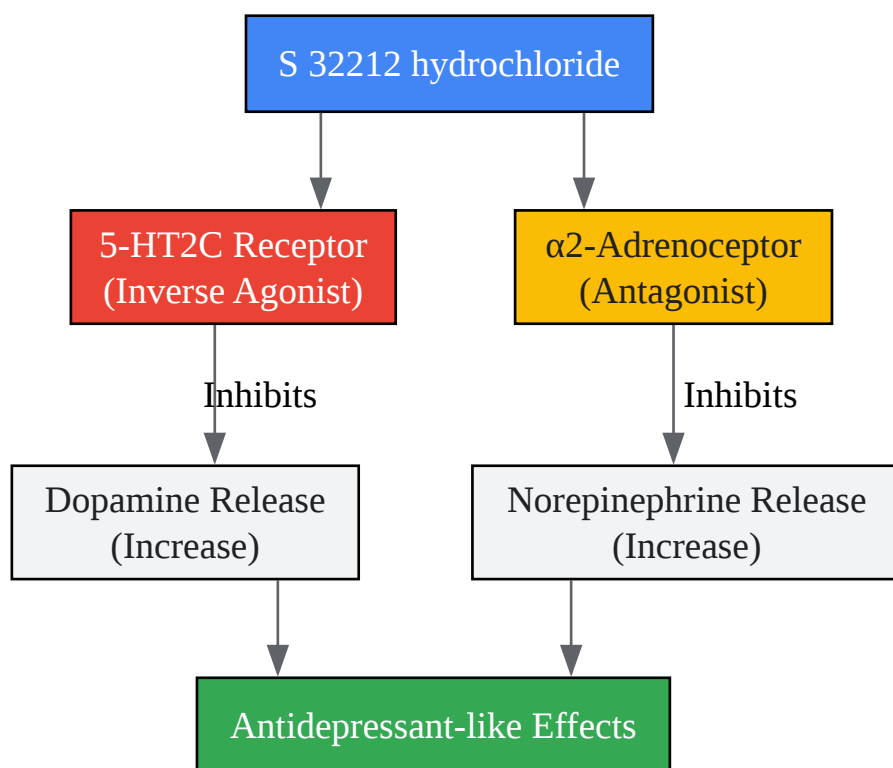 S 32212 hydrochloride
5-HT2C Receptor
(Inverse Agonist)
α2-Adrenoceptor
(Antagonist)
Inhibits
Inhibits
Dopamine Release
(Increase)
Norepinephrine Release
(Increase)
Antidepressant-like Effects